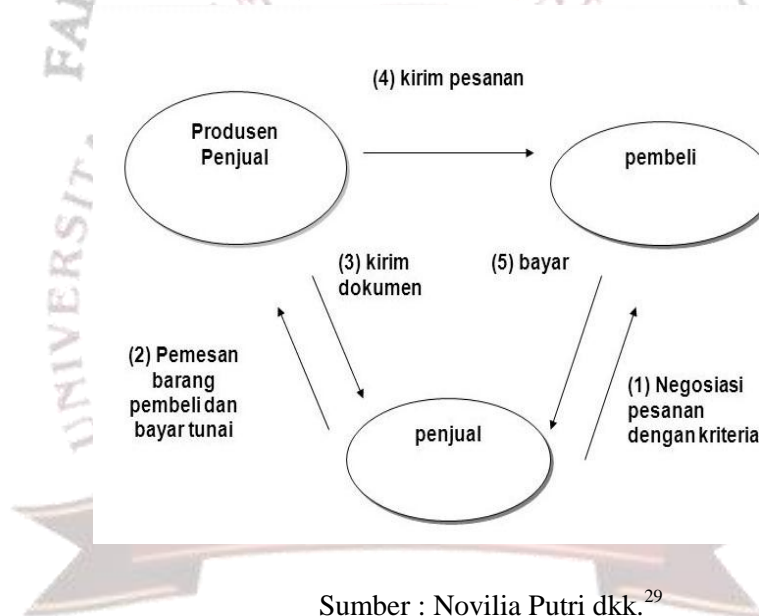 (4) kirim pesanan
Produsen
Penjual
pembeli
(3) kirim
dokumen
(5) bayar
(2) Pemesan
barang
pembeli dan
bayar tunai
(1) Negosiasi
pesanan
dengan kriteria
penjual
Sumber : Novilia Putri dkk.29